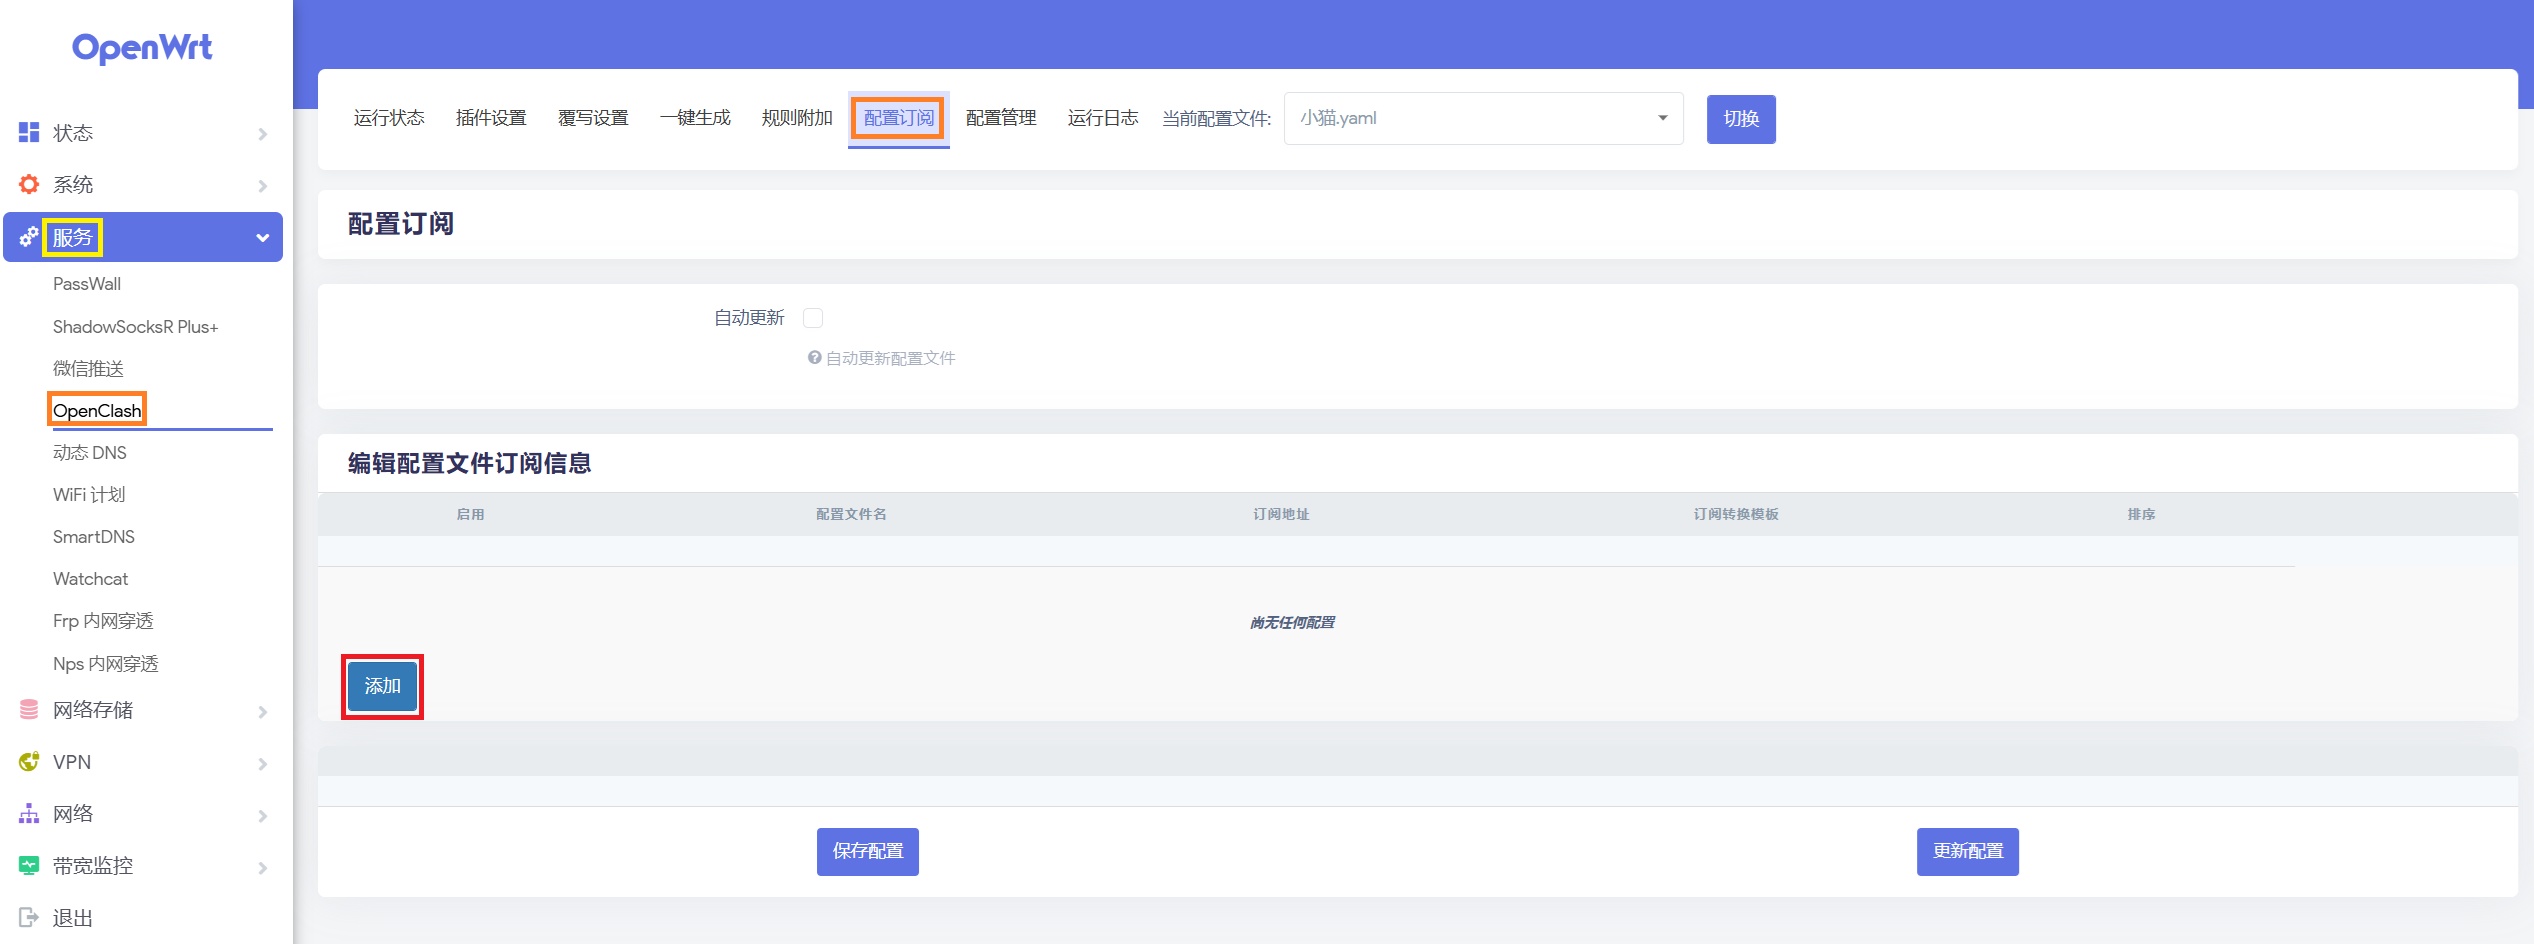 OpenWrt
状态
系统
服务
PassWall
ShadowSocksR Plus+
微信推送
OpenClash
动态 DNS
WiFi 计划
SmartDNS
Watchcat
Frp 内网穿透
Nps 内网穿透
网络存储
VPN
网络
带宽监控
退出
运行状态 插件设置 覆写设置 一键生成 规则附加 配置订阅 配置管理 运行日志 当前配置文件: 小猫.yaml 切换
配置订阅
自动更新
自动更新配置文件
编辑配置文件订阅信息
启用 配置文件名 订阅地址 订阅转换模板 排序
尚无任何配置
添加
保存配置 更新配置